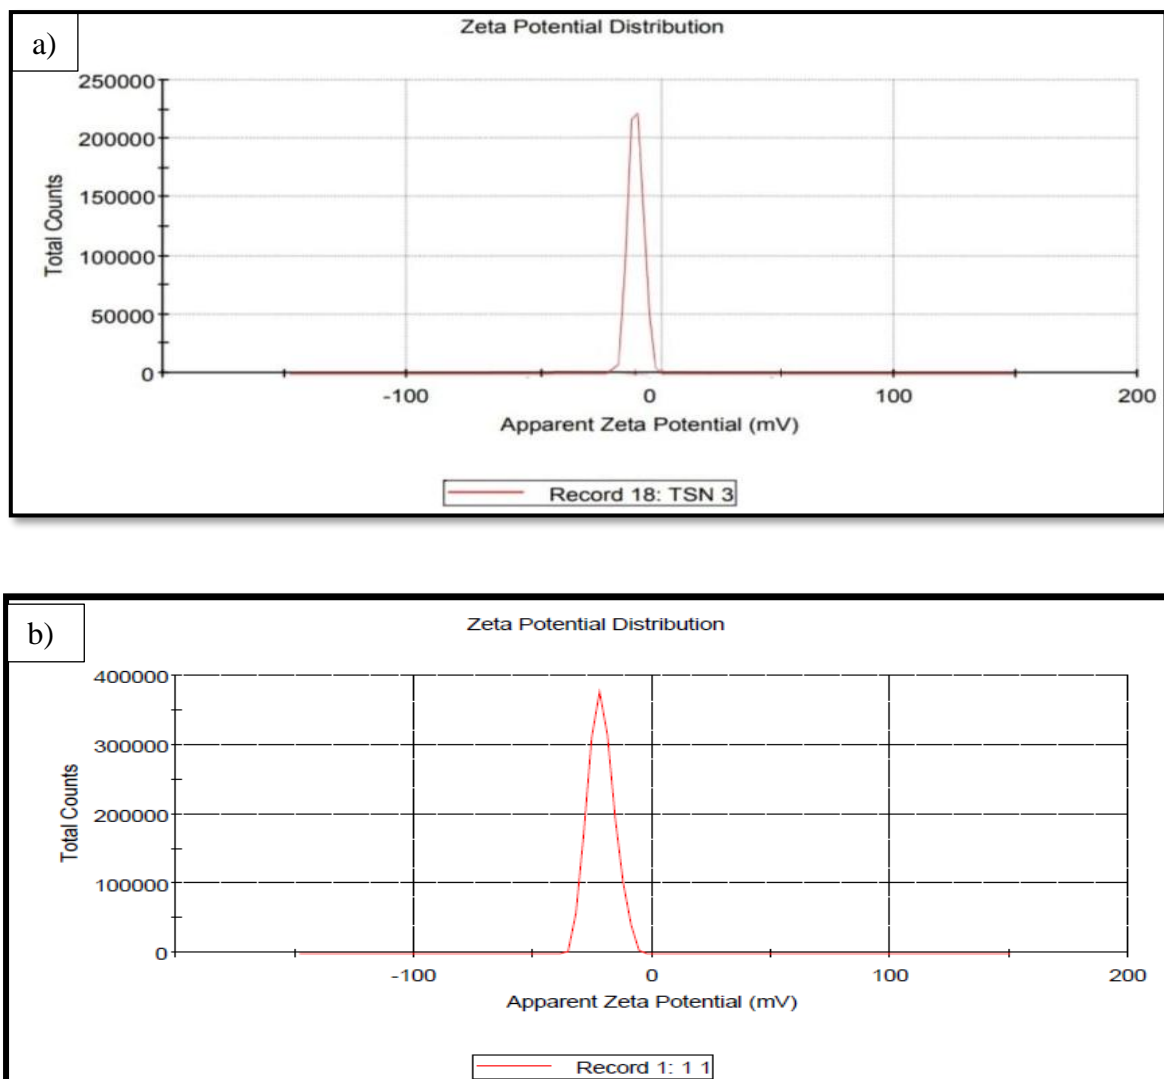 a)
Zeta Potential Distribution
250000
200000
150000
100000
50000
0
Total Counts
-100 0 100 200
Apparent Zeta Potential (mV)
Record 18: TSN 3
b)
Zeta Potential Distribution
400000
300000
200000
100000
0
Total Counts
-100 0 100 200
Apparent Zeta Potential (mV)
Record 1: 1 1